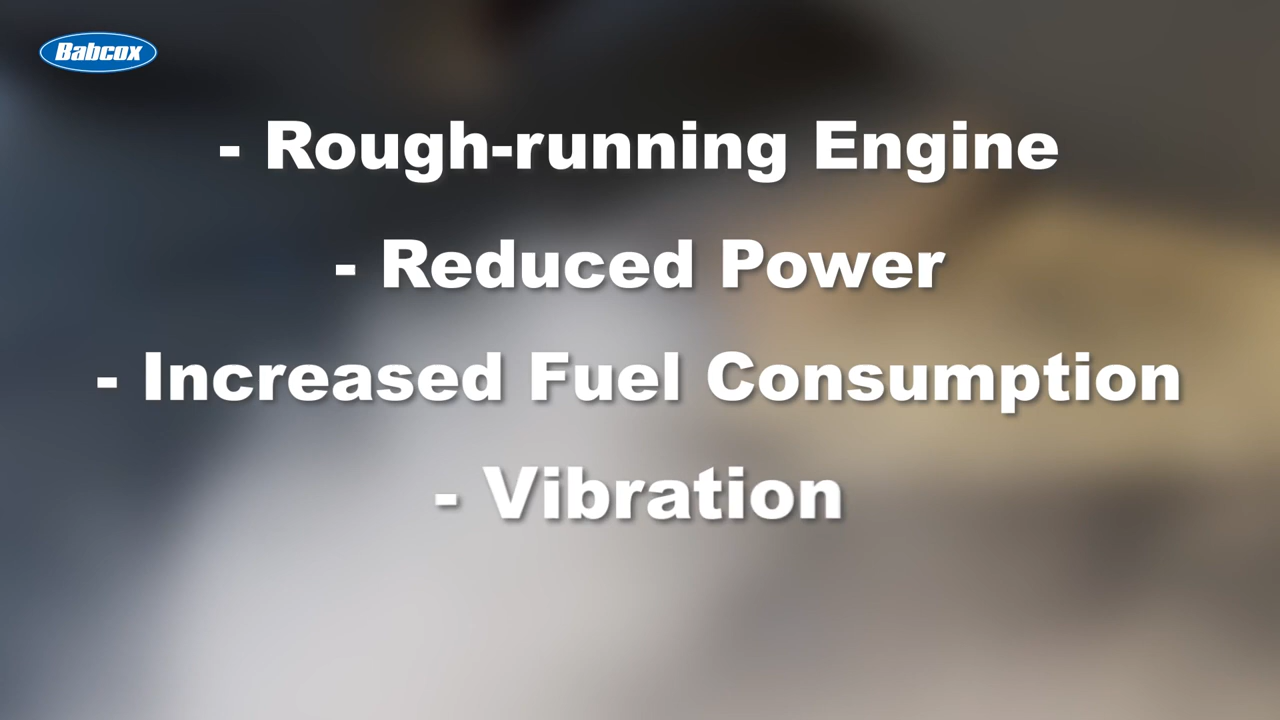 Babcox
- Rough-running Engine
- Reduced Power
- Increased Fuel Consumption
- Vibration